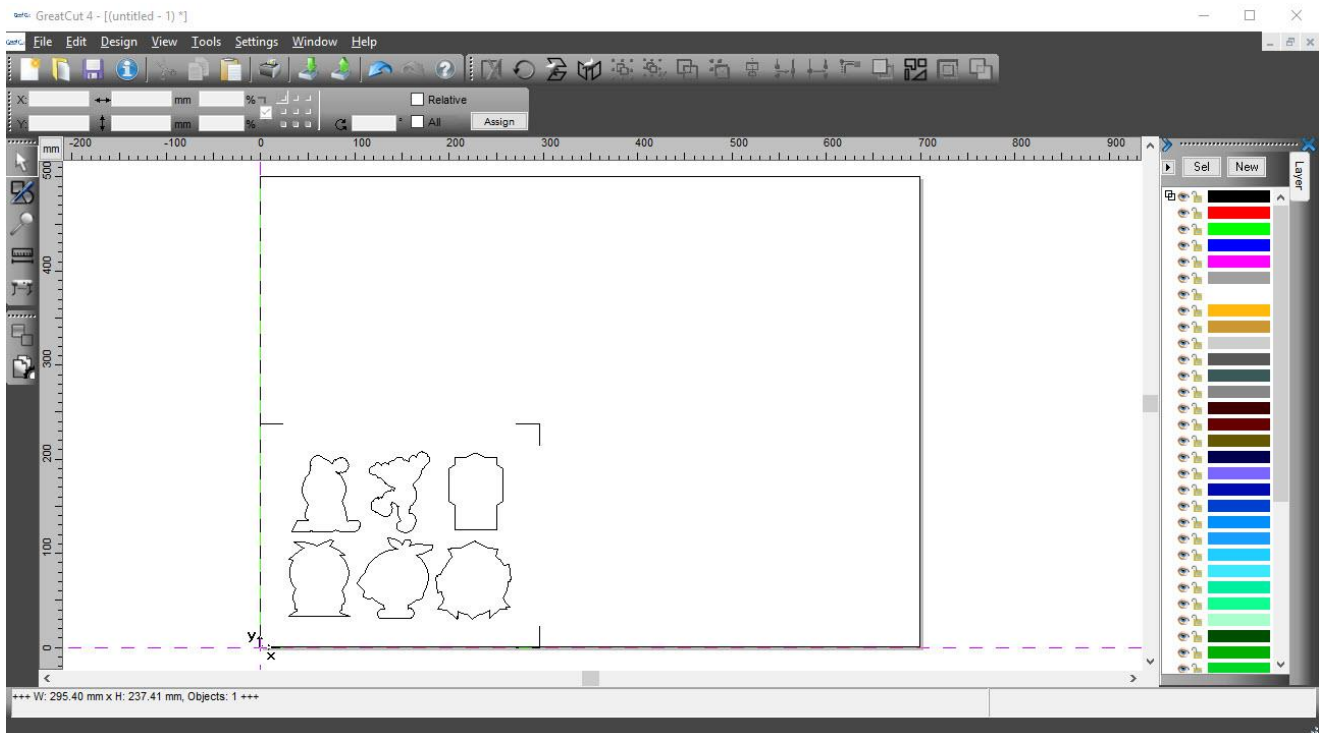 GreatCut 4 - [(untitled - 1) *]
File Edit Design View Tools Settings Window Help
X: mm % Relative
Y: mm % ° All Assign
mm -200 -100 0 100 200 300 400 500 600 700 800 900
Sel New
Layer
500
400
300
200
100
0
y
x
+++ W: 295.40 mm x H: 237.41 mm, Objects: 1 +++